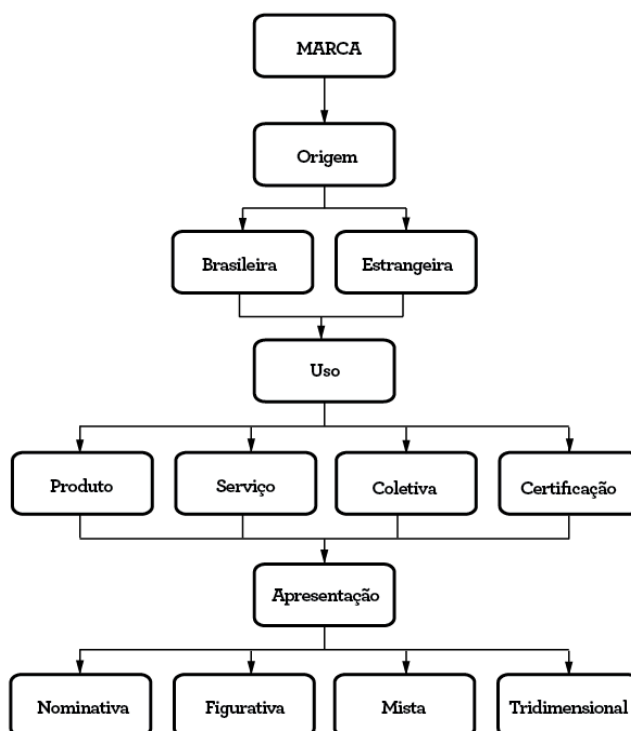 MARCA
Origem
Brasileira
Estrangeira
Uso
Produto
Serviço
Coletiva
Certificação
Apresentação
Nominativa
Figurativa
Mista
Tridimensional